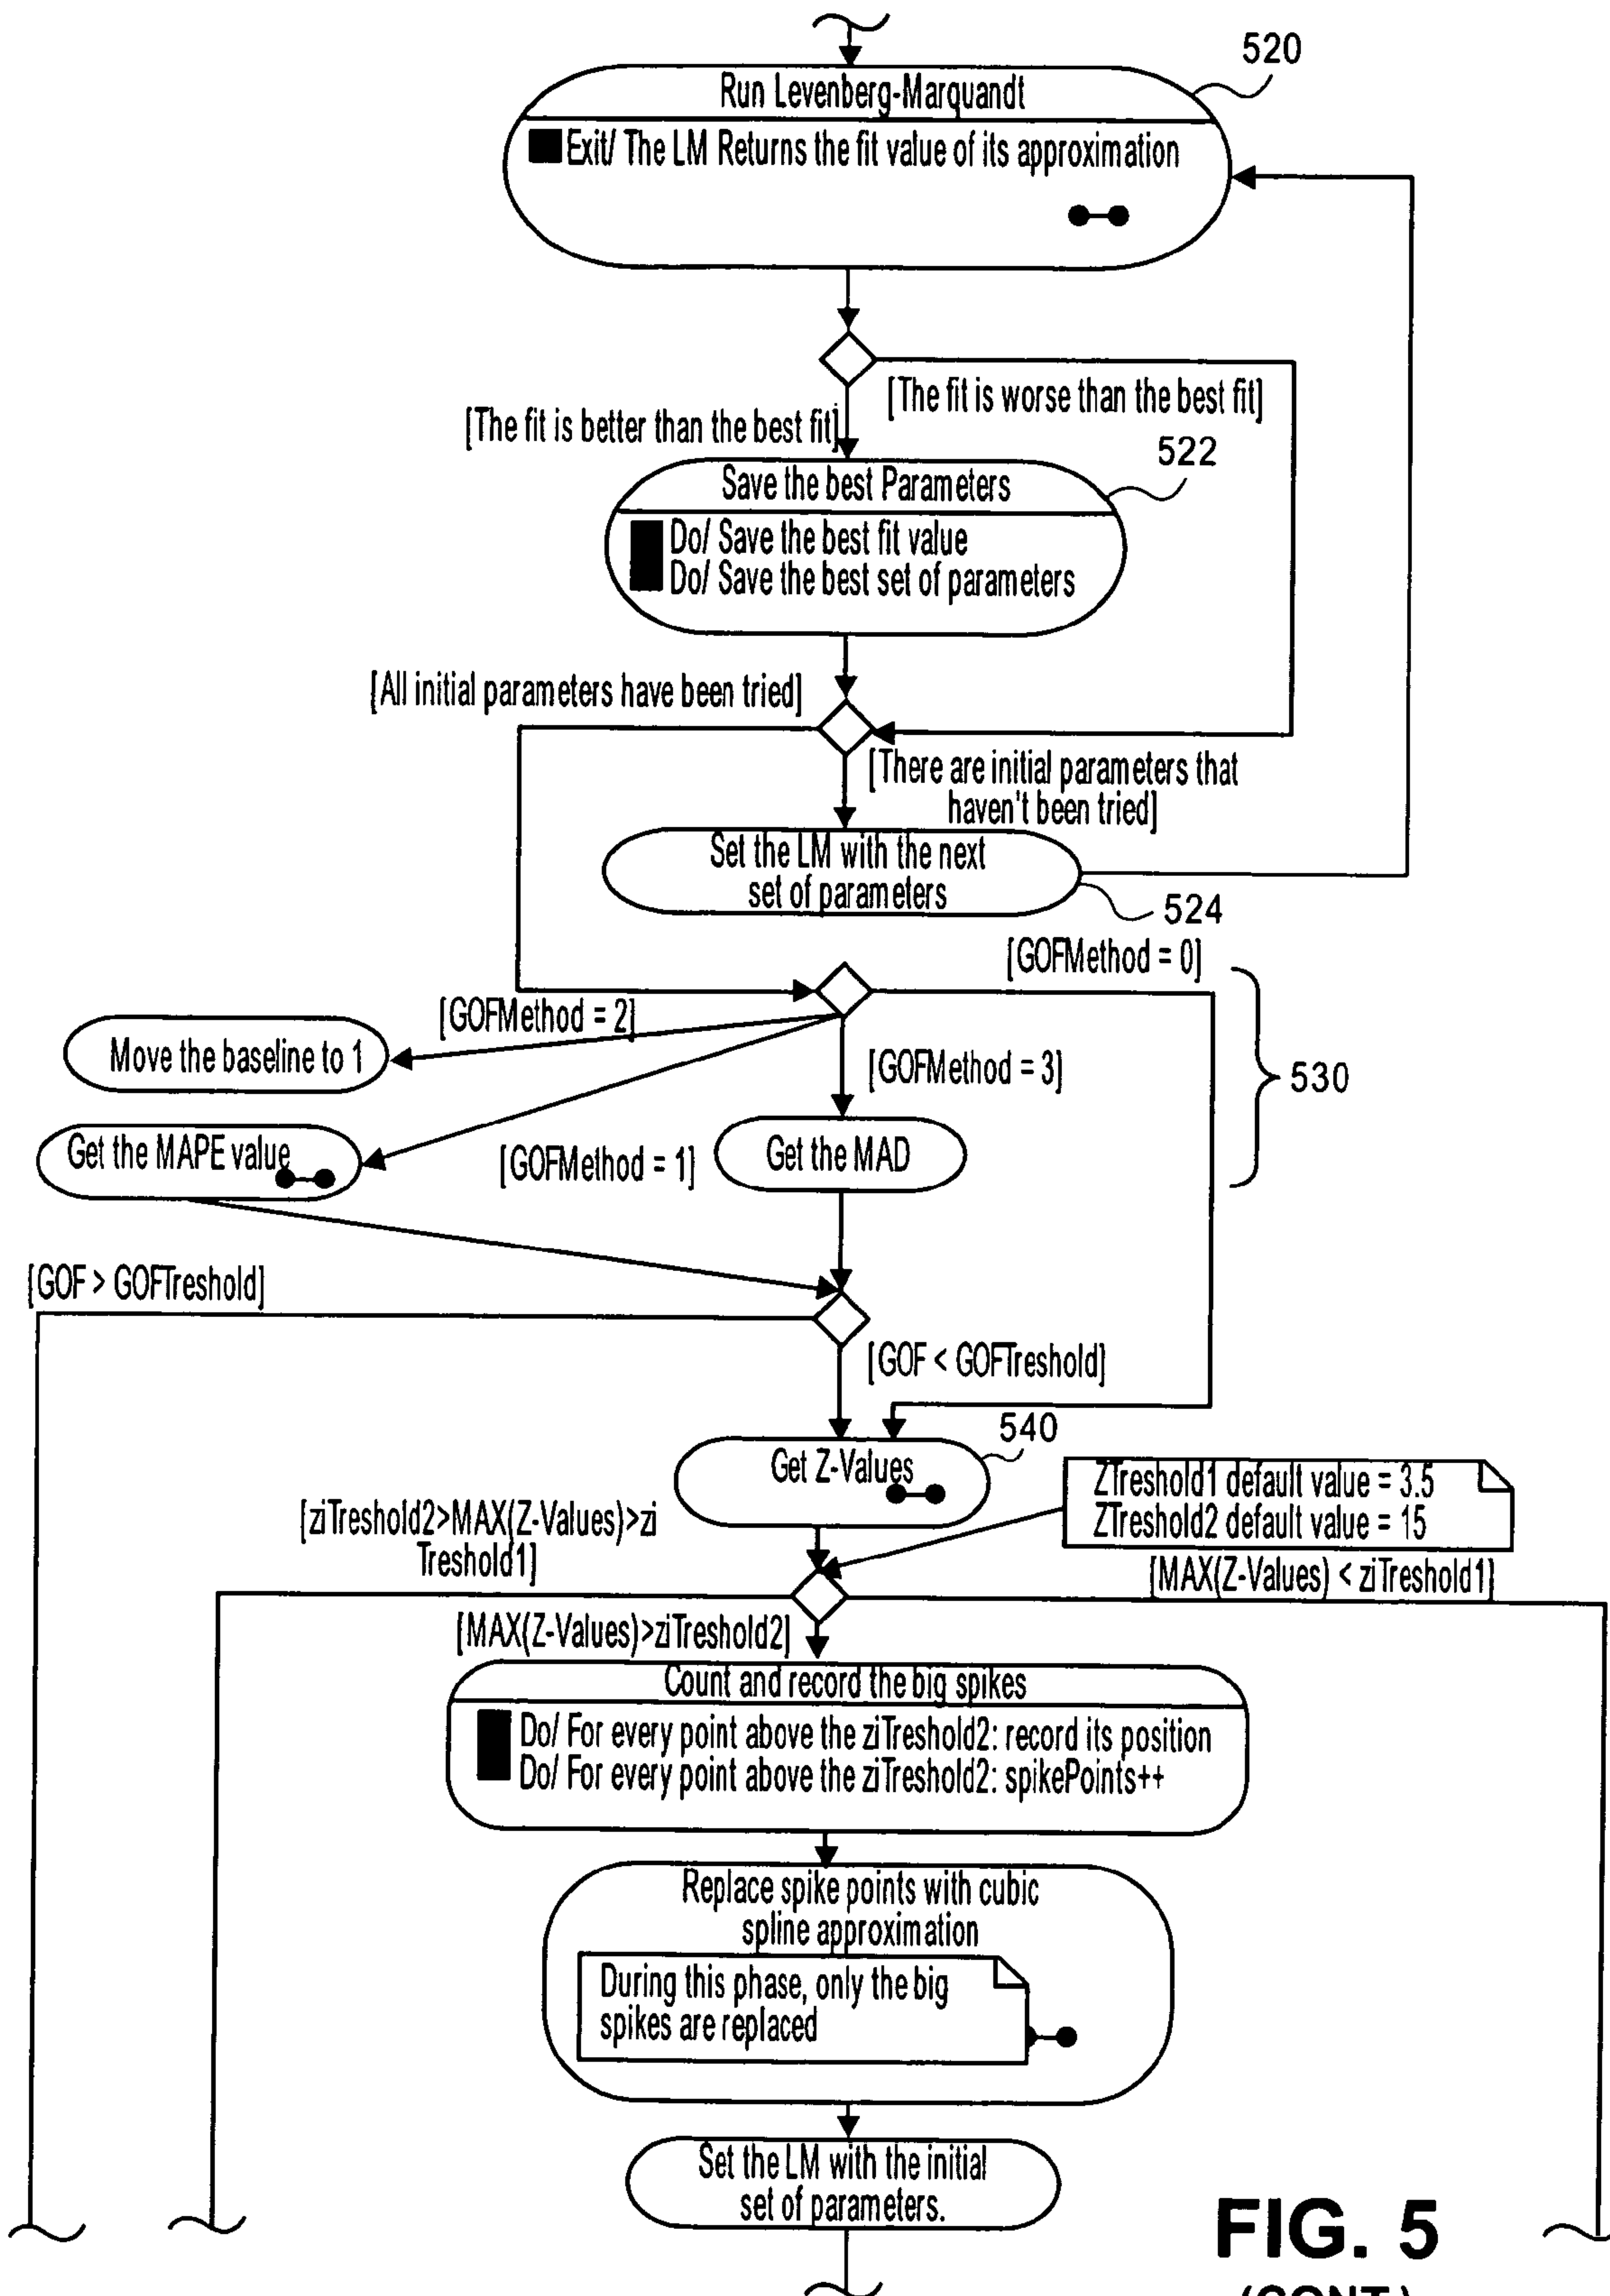 520
Run Levenberg-Marquandt
Exit/ The LM Returns the fit value of its approximation
[The fit is worse than the best fit]
[The fit is better than the best fit]
522
Save the best Parameters
Do/ Save the best fit value
Do/ Save the best set of parameters
[All initial parameters have been tried]
[There are initial parameters that
haven't been tried]
Set the LM with the next
set of parameters
524
[GOFMethod = 0]
[GOFMethod = 2]
Move the baseline to 1
[GOFMethod = 3]
530
Get the MAPE value
[GOFMethod = 1]
Get the MAD
[GOF > GOFTreshold]
[GOF < GOFTreshold]
540
Get Z-Values
ZTreshold1 default value = 3.5
ZTreshold2 default value = 15
[ziTreshold2>MAX(Z-Values)>zi
Treshold1]
[MAX(Z-Values) < ziTreshold1]
[MAX(Z-Values)>ziTreshold2]
Count and record the big spikes
Do/ For every point above the ziTreshold2: record its position
Do/ For every point above the ziTreshold2: spikePoints++
Replace spike points with cubic
spline approximation
During this phase, only the big
spikes are replaced
Set the LM with the initial
set of parameters.
FIG. 5
(CONT.)